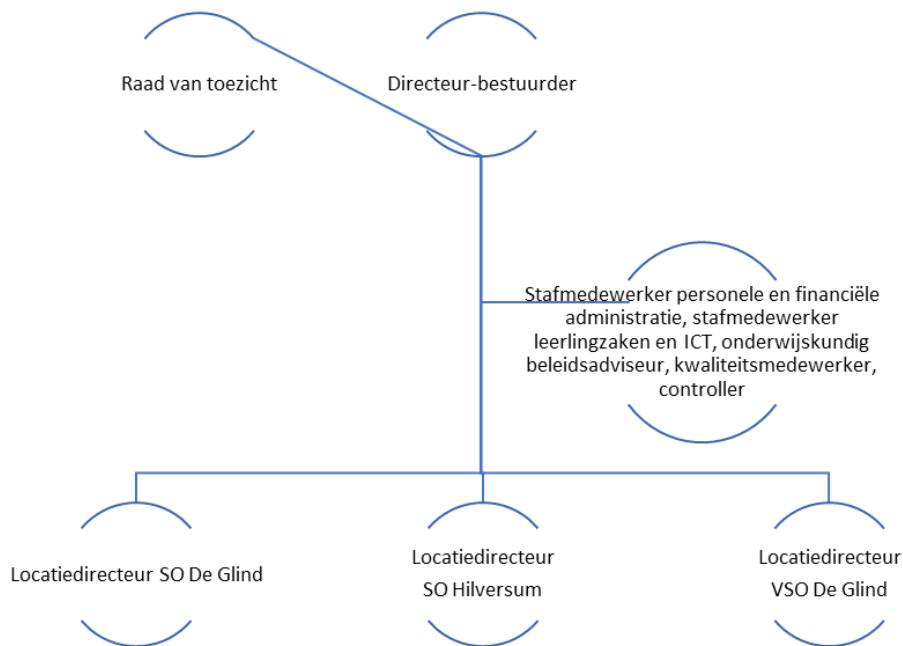 Raad van toezicht
Directeur-bestuurder
Stafmedewerker personele en financiële
administratie, stafmedewerker
leerlingzaken en ICT, onderwijskundig
beleidsadviseur, kwaliteitsmedewerker,
controller
Locatiedirecteur SO De Glind
Locatiedirecteur
SO Hilversum
Locatiedirecteur
VSO De Glind